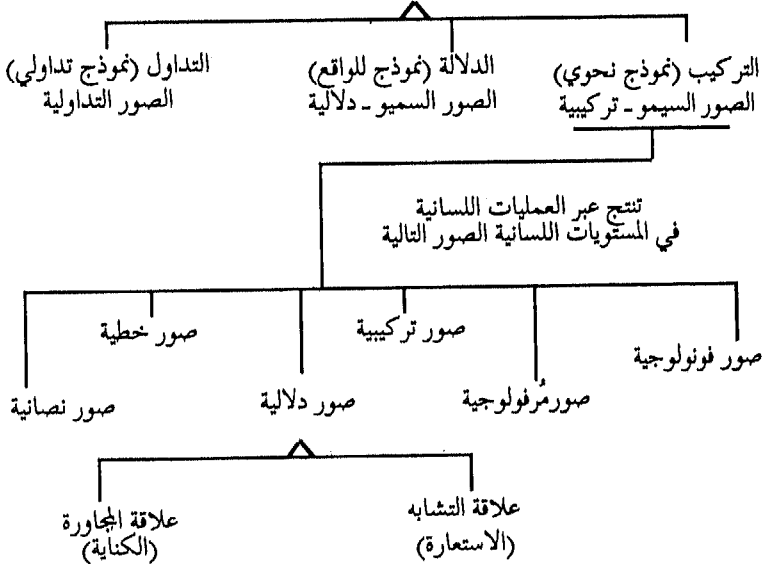 التركيب (نموذج نحوي)
الصور السيمو ـ تركيبية
الدلالة (نموذج للواقع)
الصور السميو ـ دلالية
التداول (نموذج تداولي)
الصور التداولية
تنتج عبر العمليات اللسانية
في المستويات اللسانية الصور التالية
صور فونولوجية
صور مُرفولوجية
صور تركيبية
صور دلالية
صور خطية
صور نصانية
علاقة التشابه
(الاستعارة)
علاقة المجاورة
(الكناية)